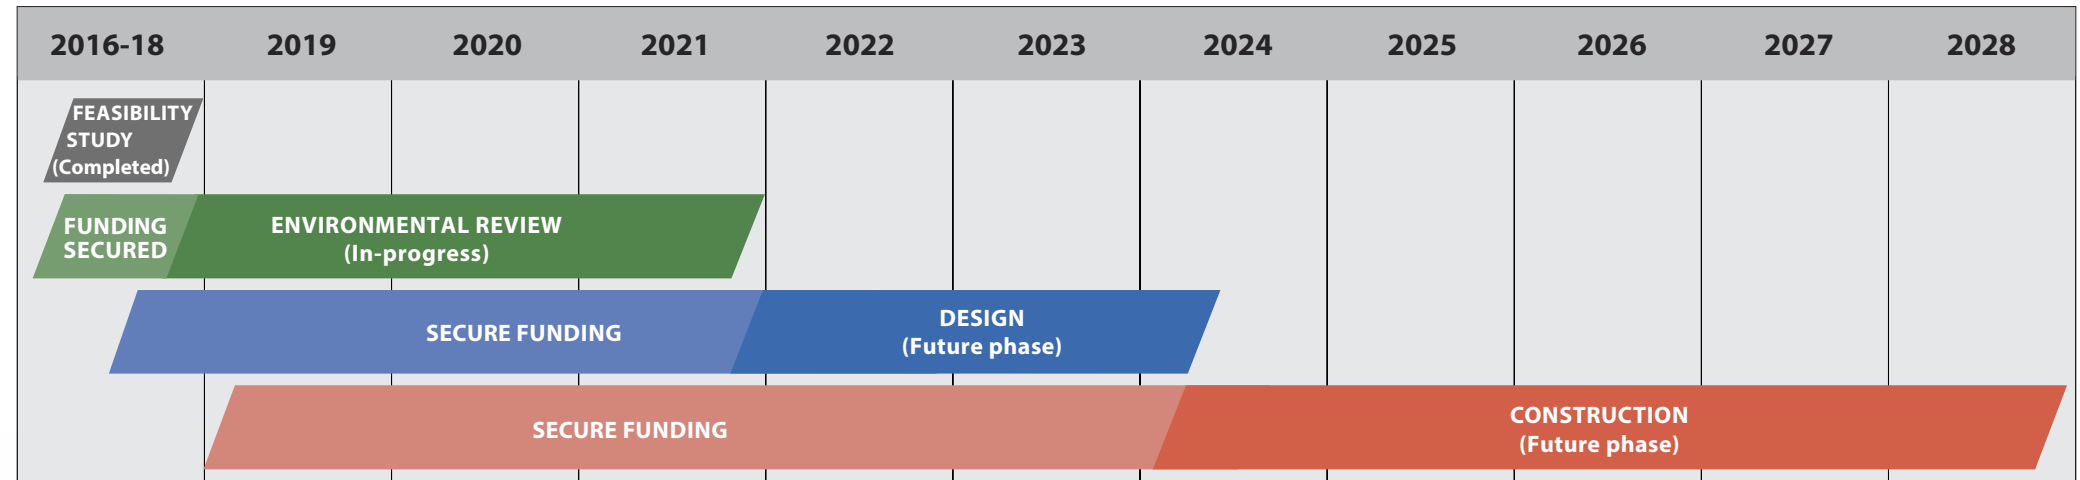 2016-18 2019 2020 2021 2022 2023 2024 2025 2026 2027 2028
FEASIBILITY
STUDY
(Completed)
FUNDING
SECURED
ENVIRONMENTAL REVIEW
(In-progress)
SECURE FUNDING
DESIGN
(Future phase)
SECURE FUNDING
CONSTRUCTION
(Future phase)